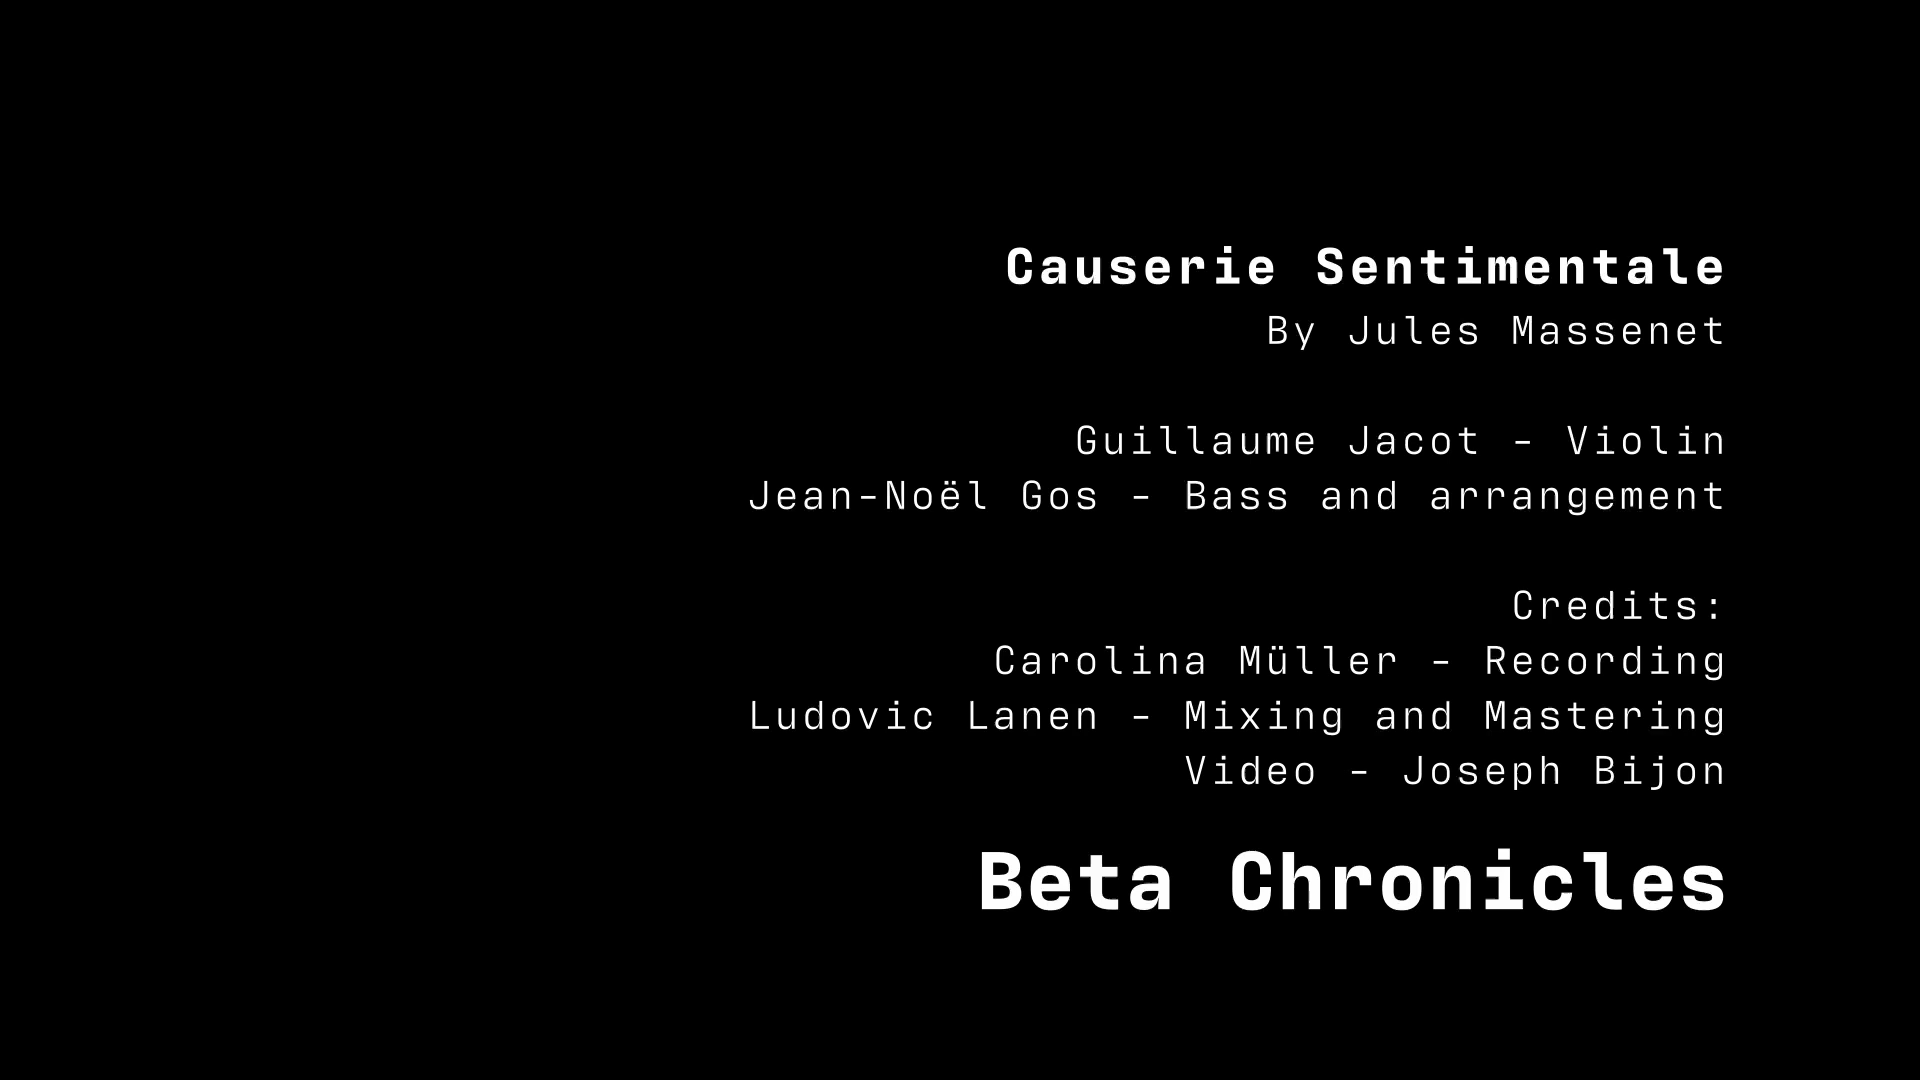 Causerie Sentimentale
By Jules Massenet
Guillaume Jacot - Violin
Jean-Noël Gos - Bass and arrangement
Credits:
Carolina Müller - Recording
Ludovic Lanen - Mixing and Mastering
Video - Joseph Bijon
Beta Chronicles